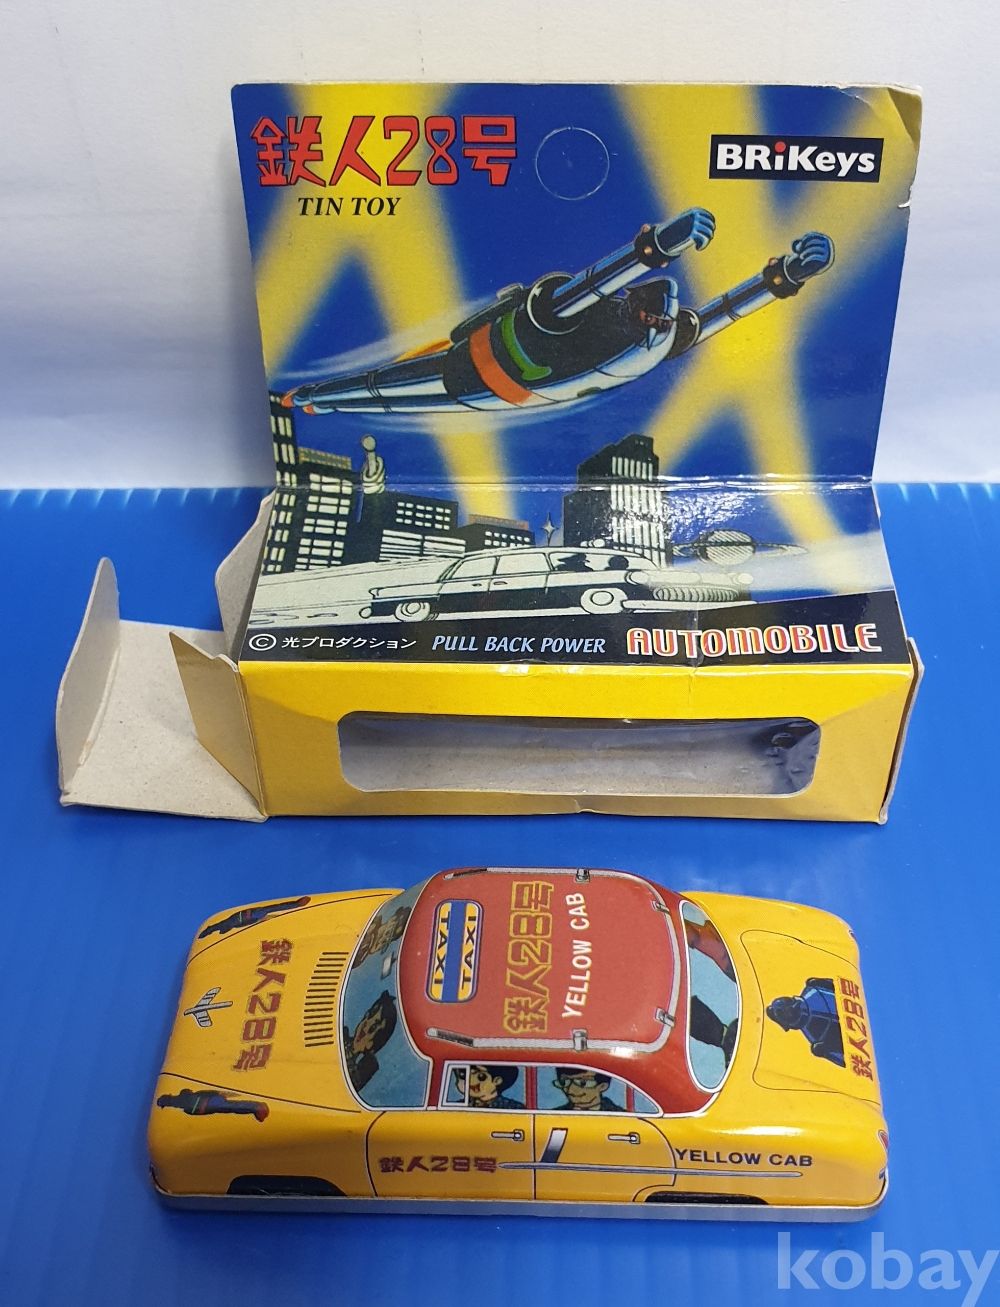 鉄人28号
TIN TOY
BRiKeys
© 光プロダクション PULL BACK POWER AUTOMOBILE
鉄人28号
TAXI
TAXI
鉄人28号
YELLOW CAB
鉄人28号
鉄人28号
YELLOW CAB
kobay